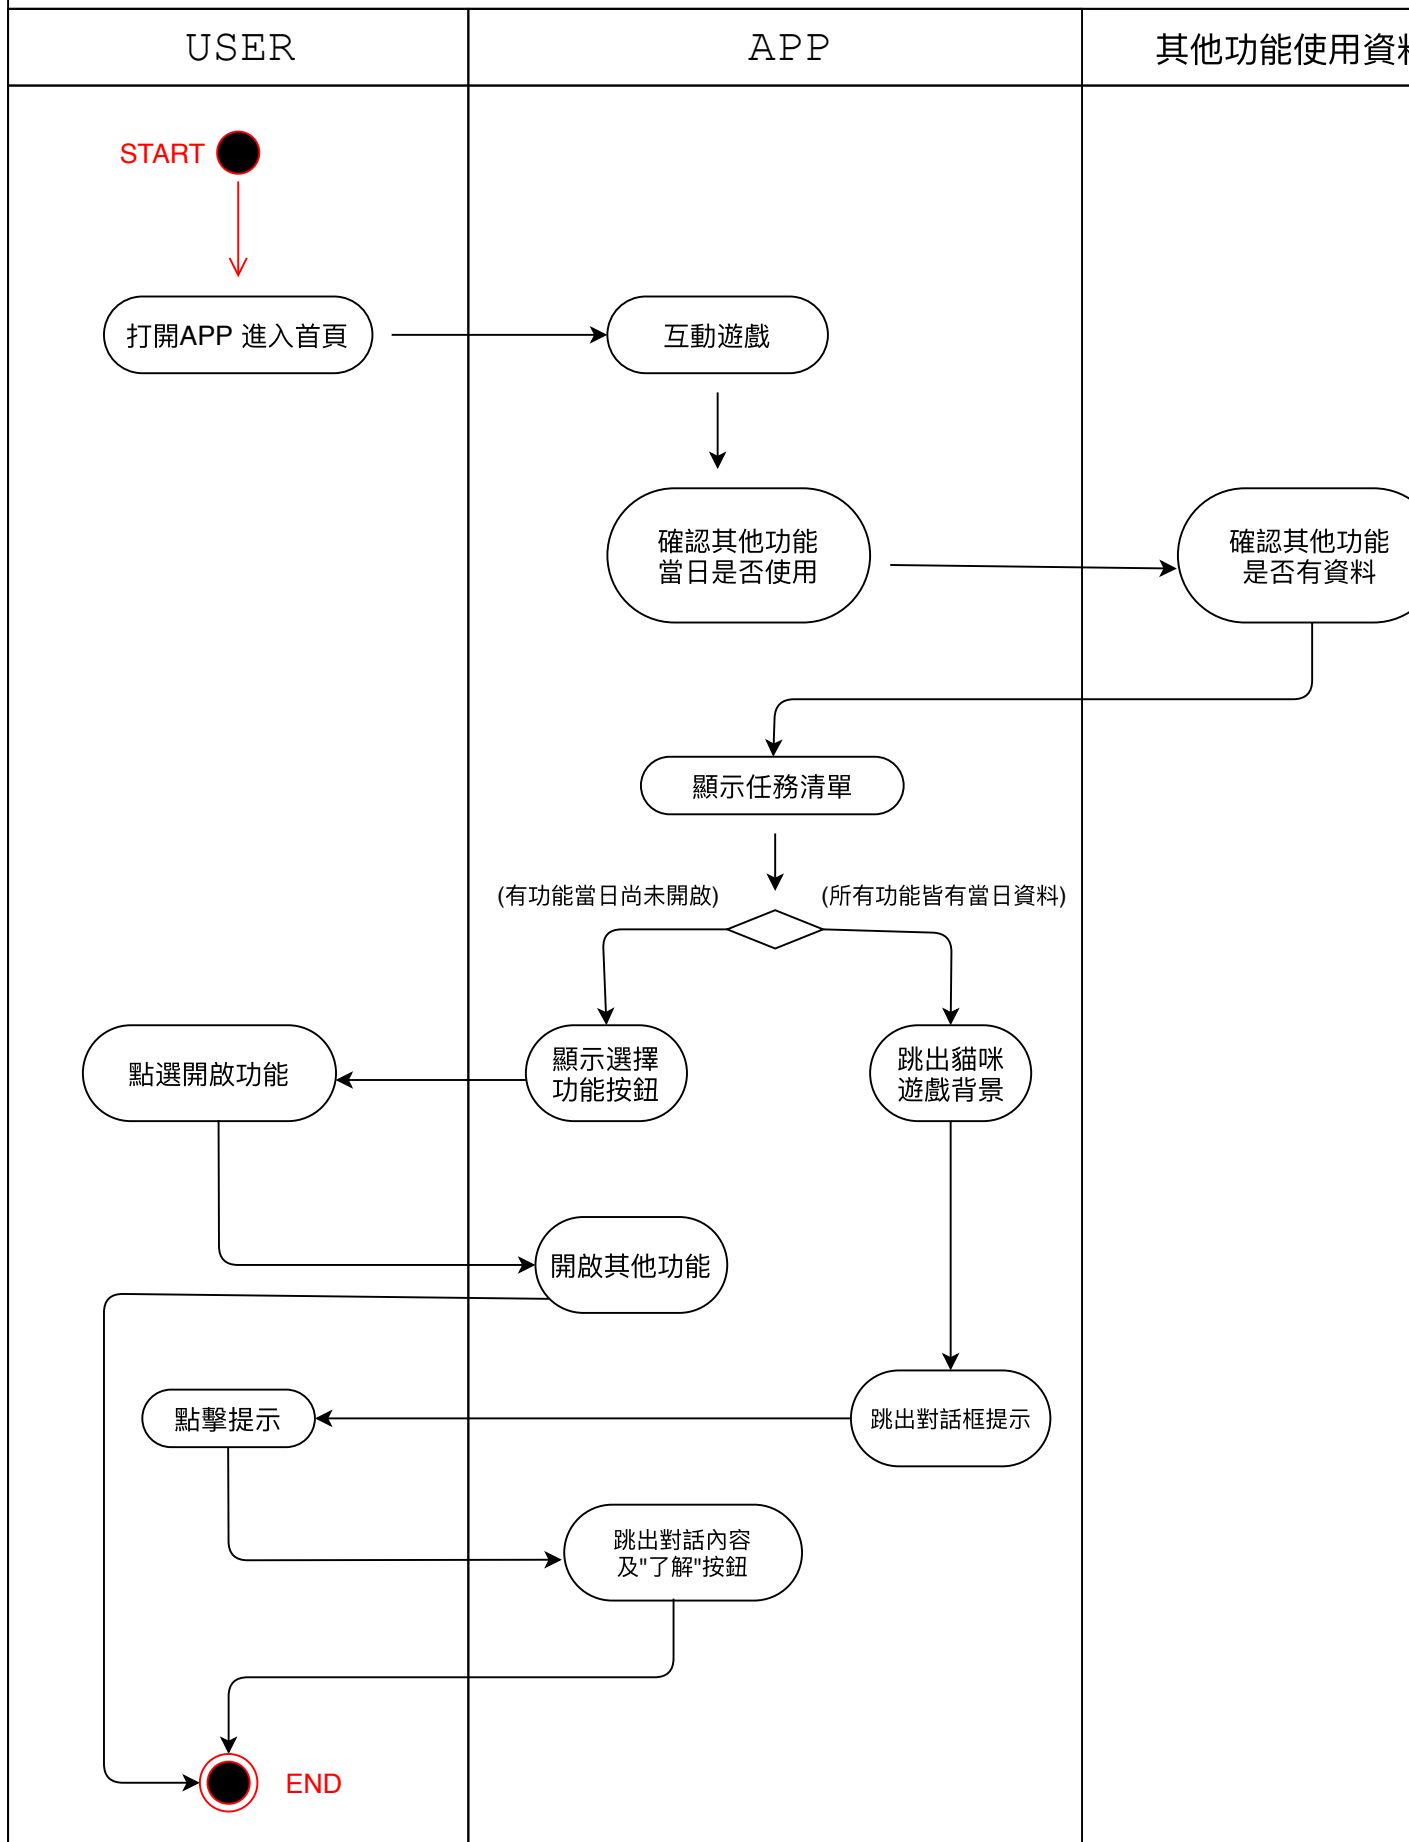 USER
APP
其他功能使用資
START
打開APP 進入首頁
互動遊戲
確認其他功能
當日是否使用
確認其他功能
是否有資料
顯示任務清單
(有功能當日尚未開啟)
(所有功能皆有當日資料)
點選開啟功能
顯示選擇
功能按鈕
跳出貓咪
遊戲背景
開啟其他功能
點擊提示
跳出對話框提示
跳出對話內容
及"了解"按鈕
END